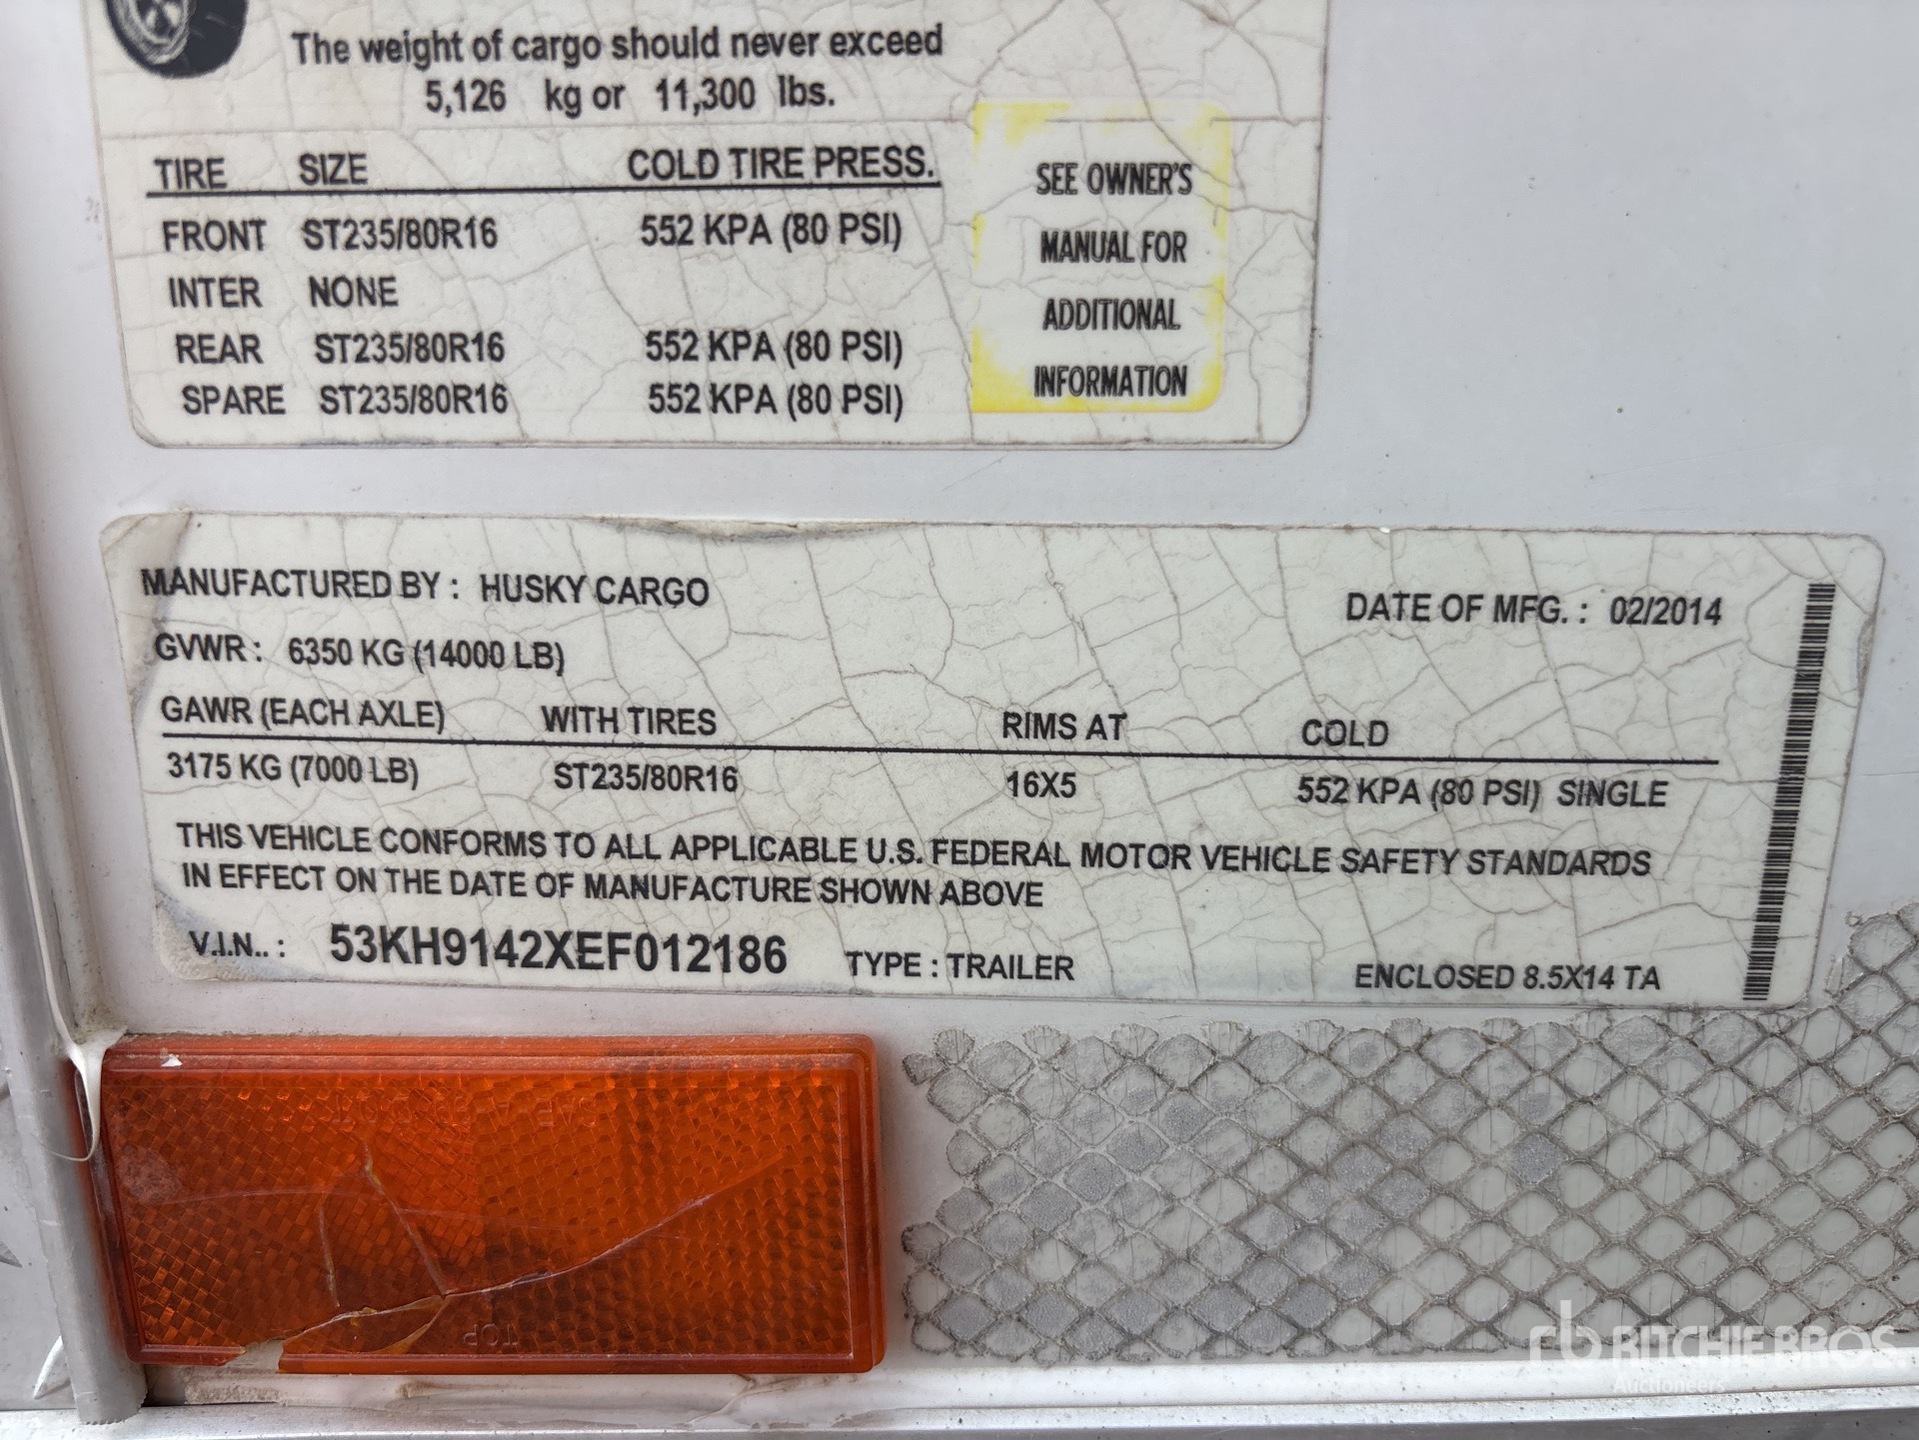 The weight of cargo should never exceed
5,126 kg or 11,300 lbs.
TIRE SIZE COLD TIRE PRESS.
FRONT ST235/80R16 552 KPA (80 PSI)
INTER NONE
REAR ST235/80R16 552 KPA (80 PSI)
SPARE ST235/80R16 552 KPA (80 PSI)
SEE OWNER'S
MANUAL FOR
ADDITIONAL
INFORMATION
MANUFACTURED BY : HUSKY CARGO DATE OF MFG. : 02/2014
GVWR : 6350 KG (14000 LB)
GAWR (EACH AXLE) WITH TIRES RIMS AT COLD
3175 KG (7000 LB) ST235/80R16 16X5 552 KPA (80 PSI) SINGLE
THIS VEHICLE CONFORMS TO ALL APPLICABLE U.S. FEDERAL MOTOR VEHICLE SAFETY STANDARDS
IN EFFECT ON THE DATE OF MANUFACTURE SHOWN ABOVE
V.I.N.. : 53KH9142XEF012186 TYPE : TRAILER ENCLOSED 8.5X14 TA
TOP
rb RITCHIE BROS.
Auctioneers